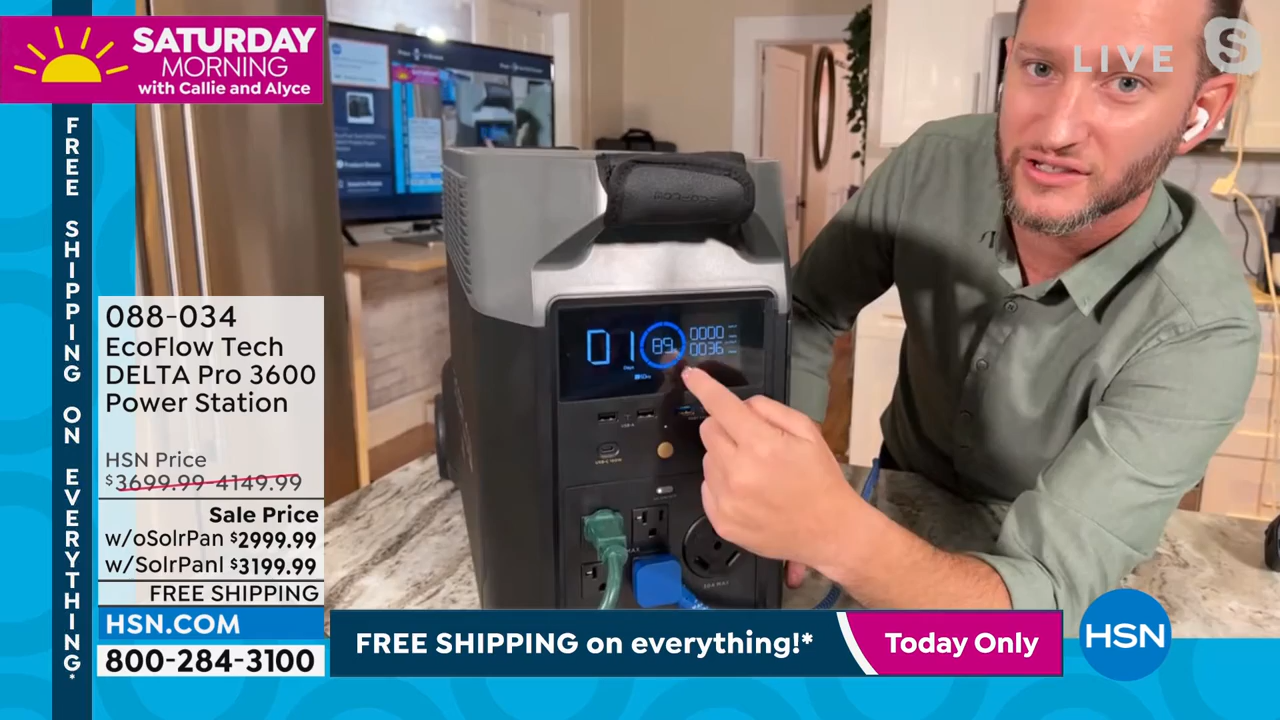 SATURDAY
MORNING
with Callie and Alyce
LIVE
FREE SHIPPING ON EVERYTHING!*
088-034
EcoFlow Tech
DELTA Pro 3600
Power Station
HSN Price
$3699.99-4149.99
Sale Price
w/oSolrPan $2999.99
w/SolrPanl $3199.99
FREE SHIPPING
HSN.COM
800-284-3100
01
89
0000
0036
FREE SHIPPING on everything!*
Today Only
HSN